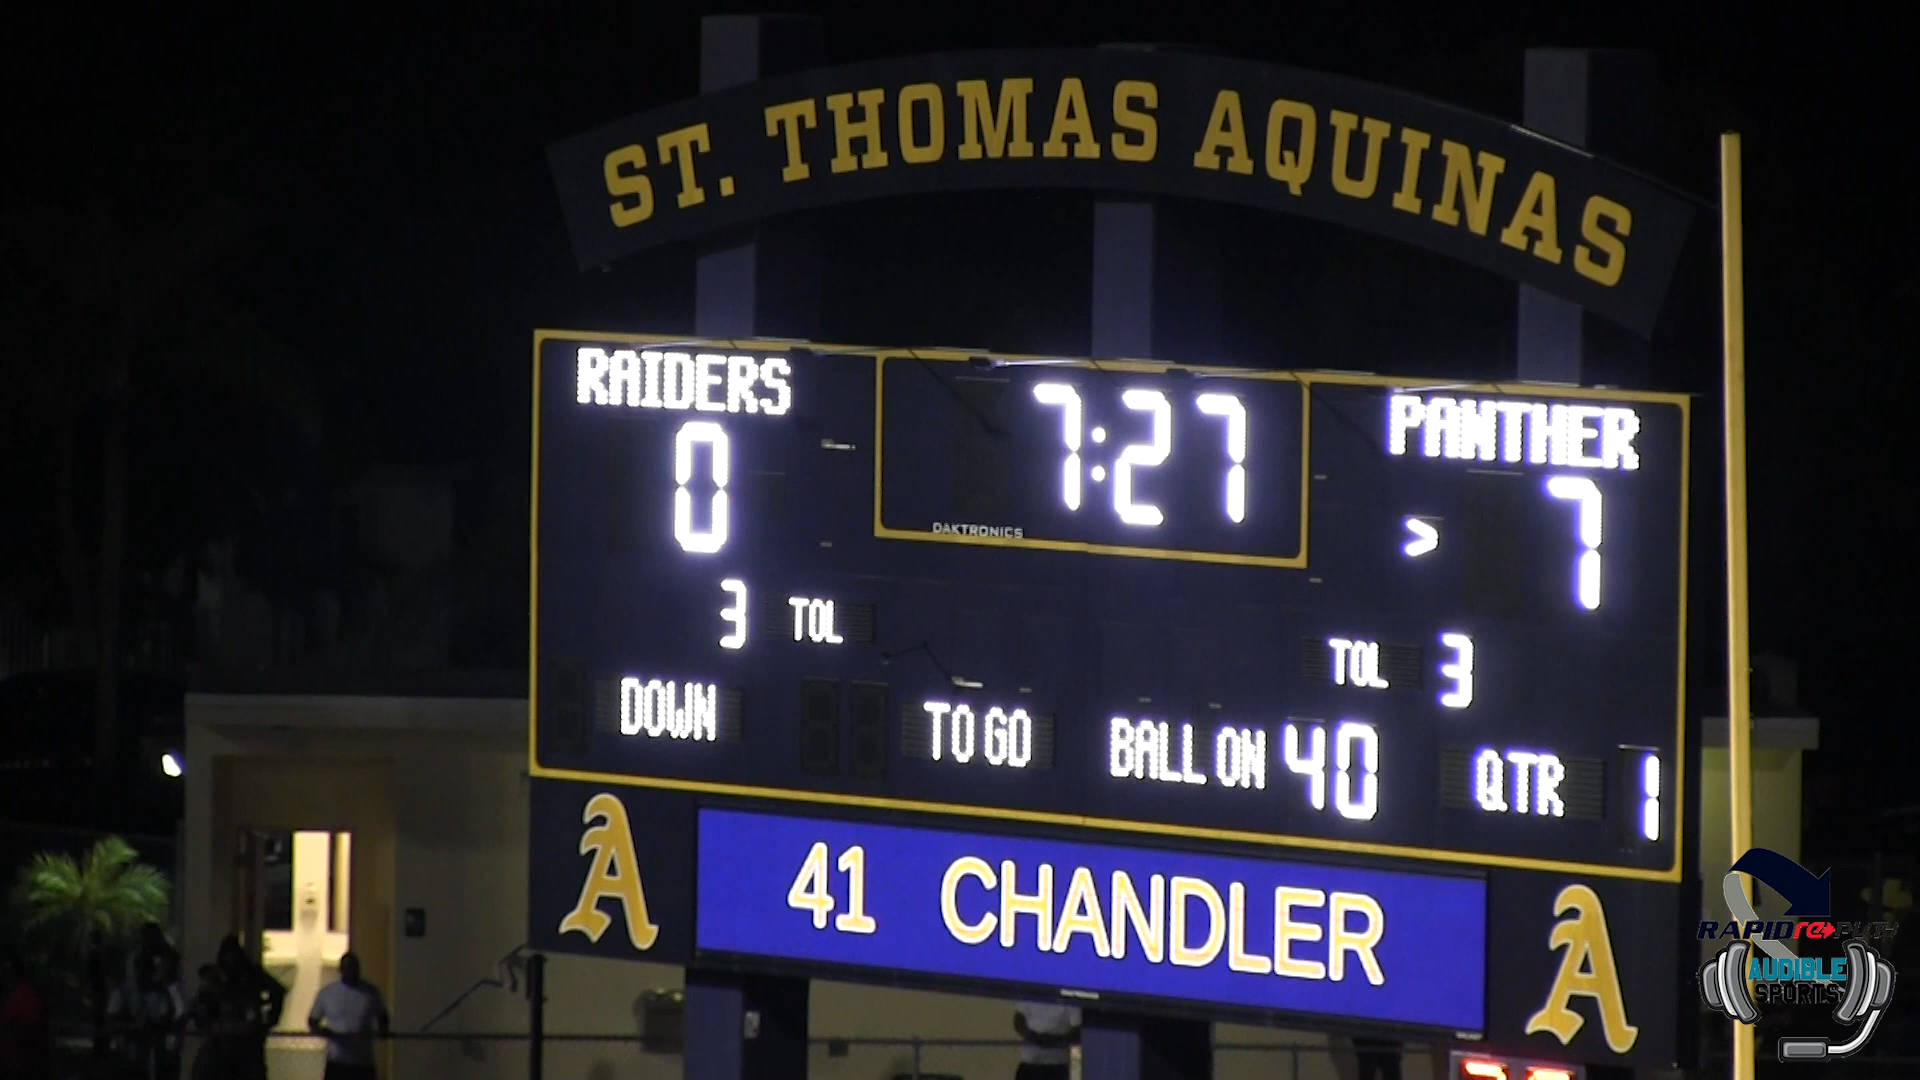 ST. THOMAS AQUINAS
RAIDERS 7:27 PANTHER
0 > 7
DAKTRONICS
3 TOL TOL 3
DOWN TO GO BALL ON 40 QTR 1
A 41 CHANDLER A
AUDIBLE
SPORTS